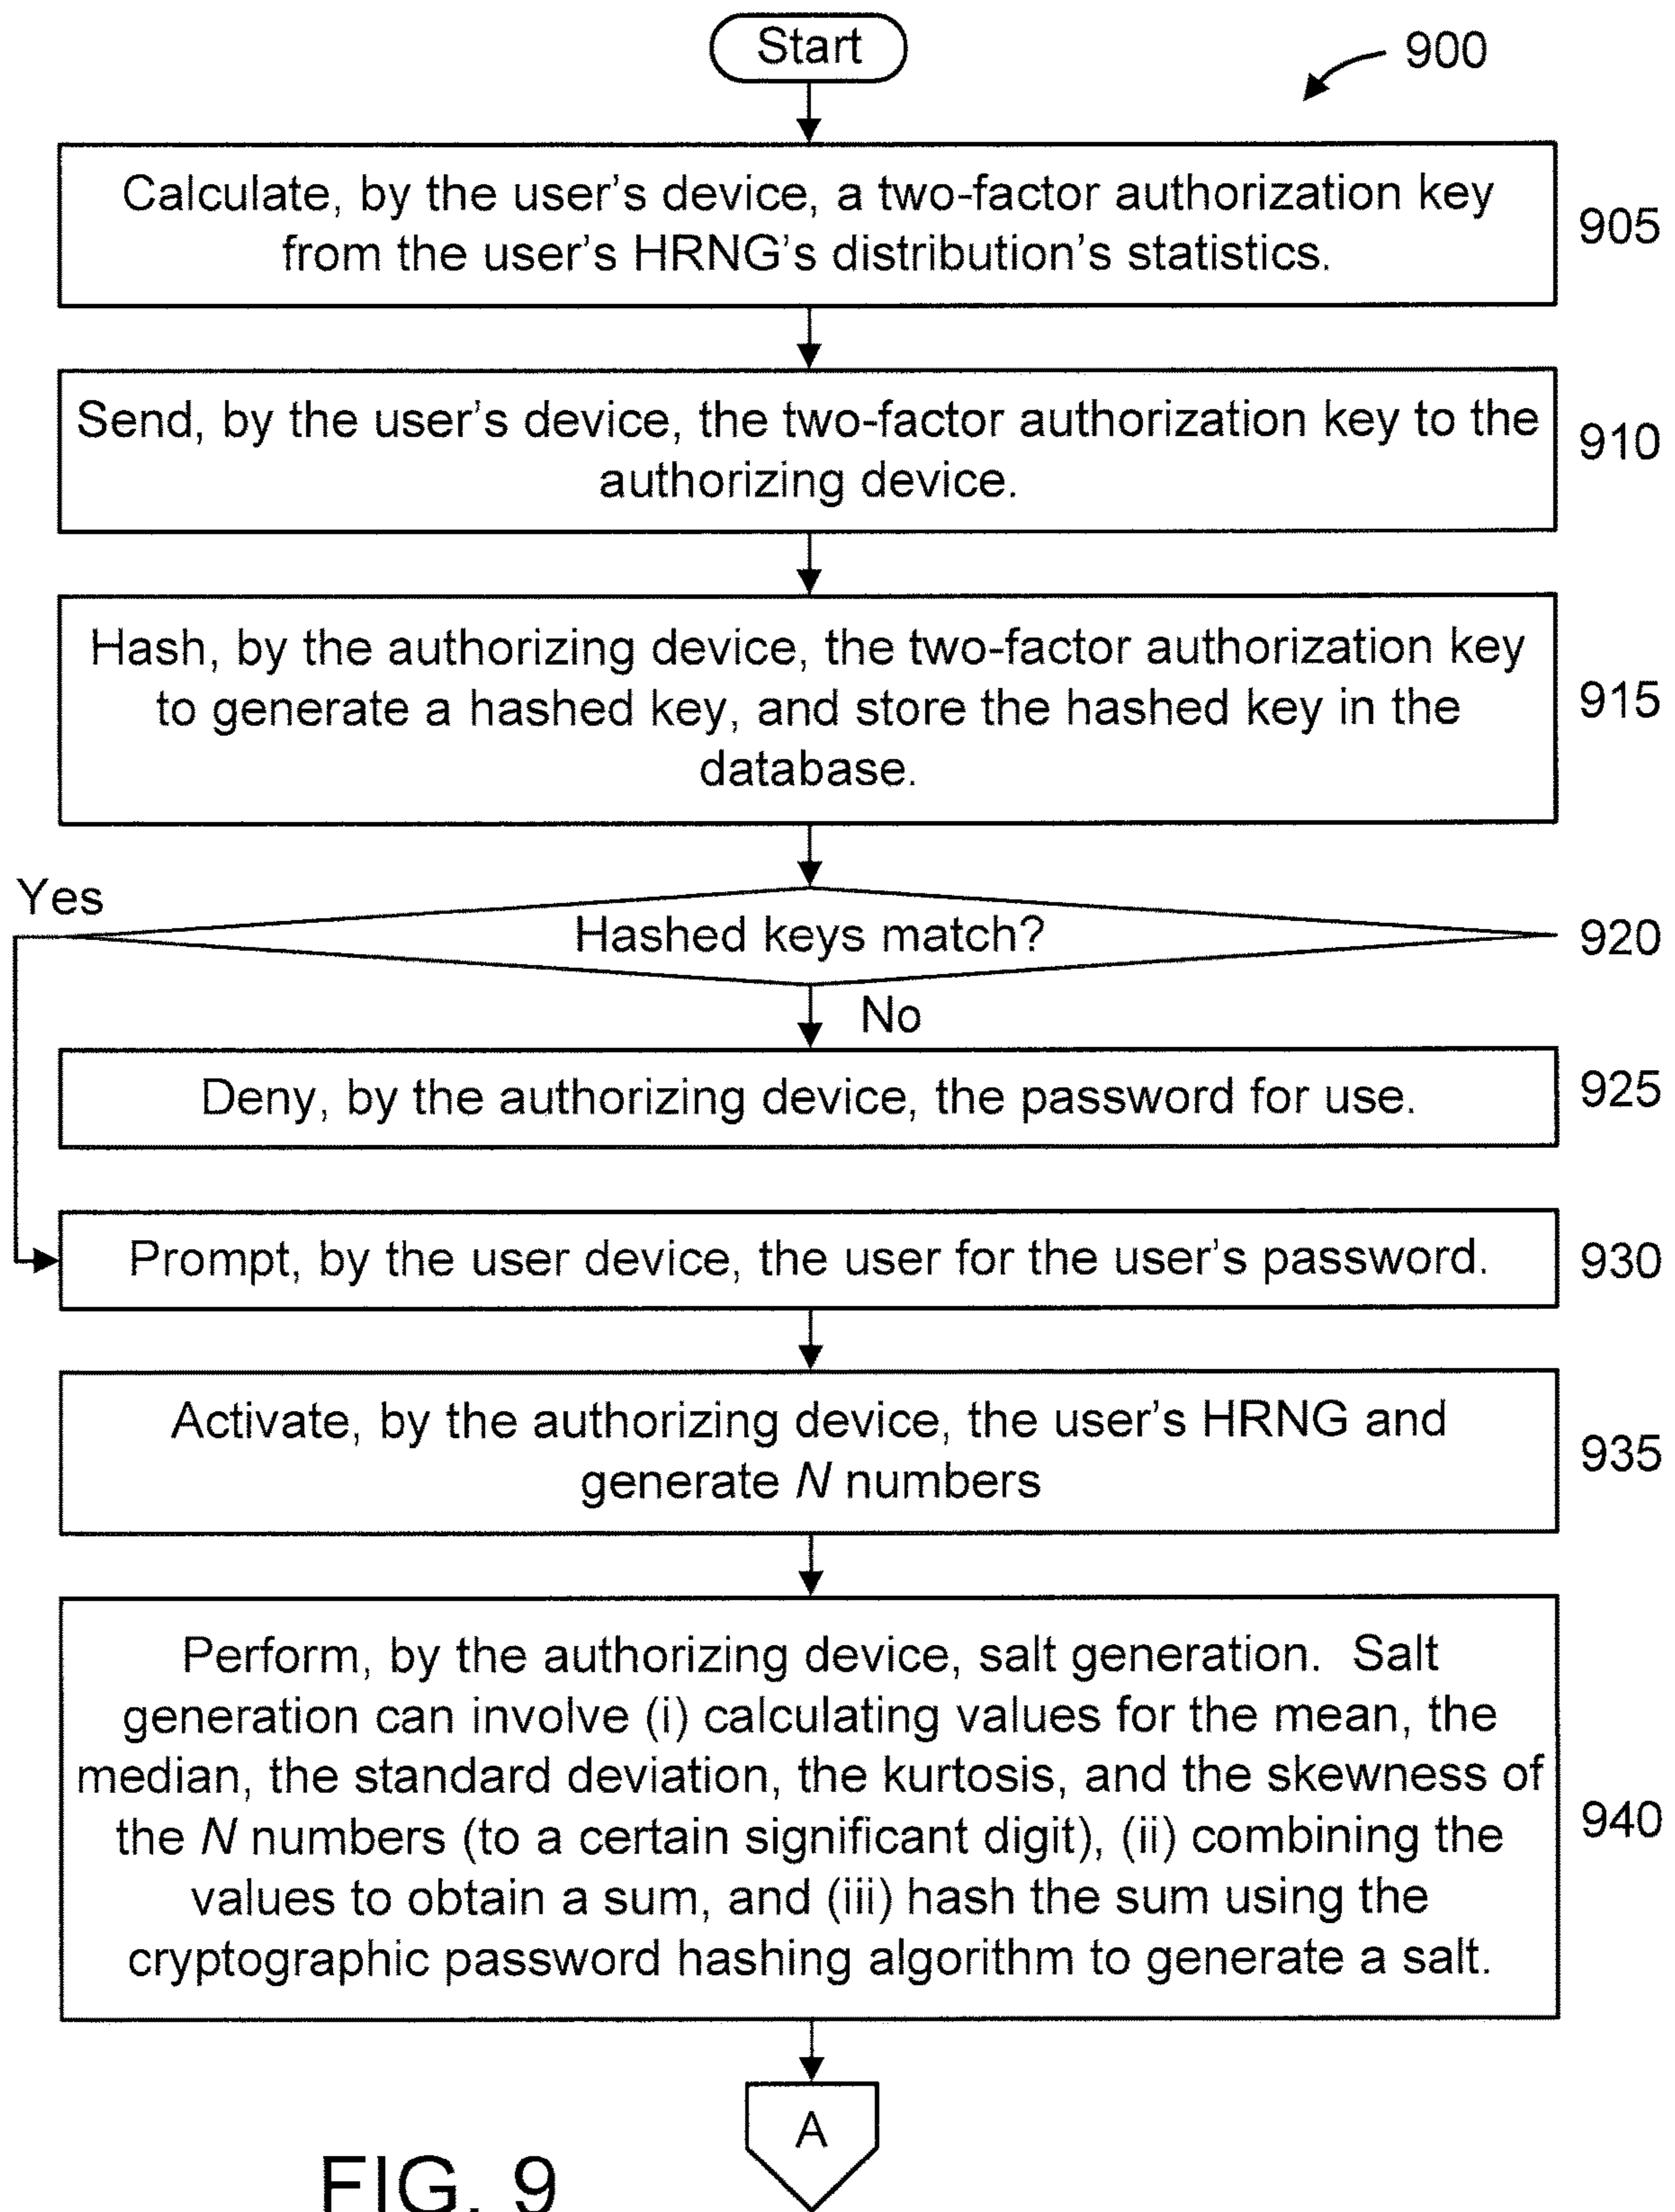 Start
900
Calculate, by the user's device, a two-factor authorization key
from the user's HRNG's distribution's statistics.
905
Send, by the user's device, the two-factor authorization key to the
authorizing device.
910
Hash, by the authorizing device, the two-factor authorization key
to generate a hashed key, and store the hashed key in the
database.
915
Yes
Hashed keys match?
920
No
Deny, by the authorizing device, the password for use.
925
Prompt, by the user device, the user for the user's password.
930
Activate, by the authorizing device, the user's HRNG and
generate N numbers
935
Perform, by the authorizing device, salt generation.  Salt
generation can involve (i) calculating values for the mean, the
median, the standard deviation, the kurtosis, and the skewness of
the N numbers (to a certain significant digit), (ii) combining the
values to obtain a sum, and (iii) hash the sum using the
cryptographic password hashing algorithm to generate a salt.
940
A
FIG. 9